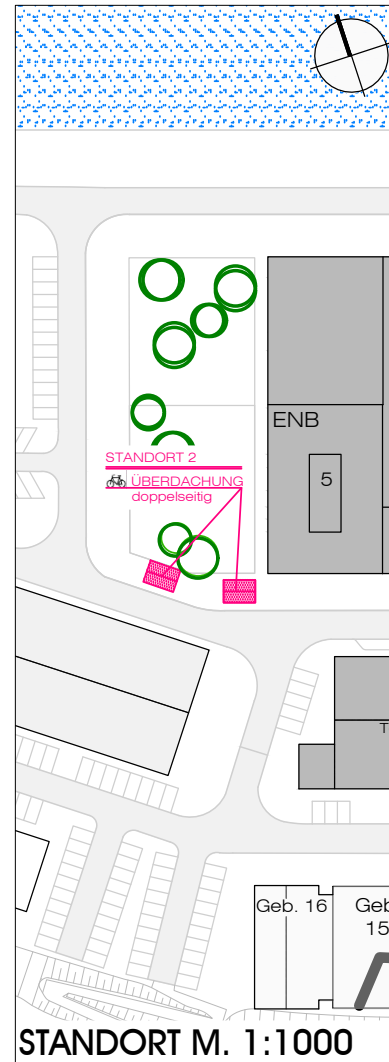 ENB
STANDORT 2
ÜBERDACHUNG
doppelseitig
5
T
Geb. 16
Geb
15
STANDORT M. 1:1000